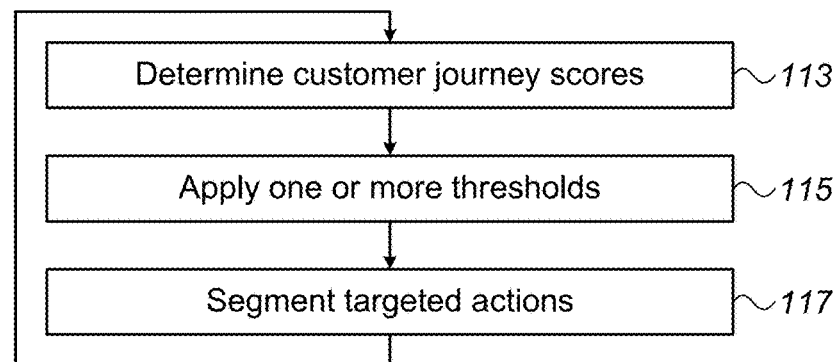 Determine customer journey scores 113
Apply one or more thresholds 115
Segment targeted actions 117